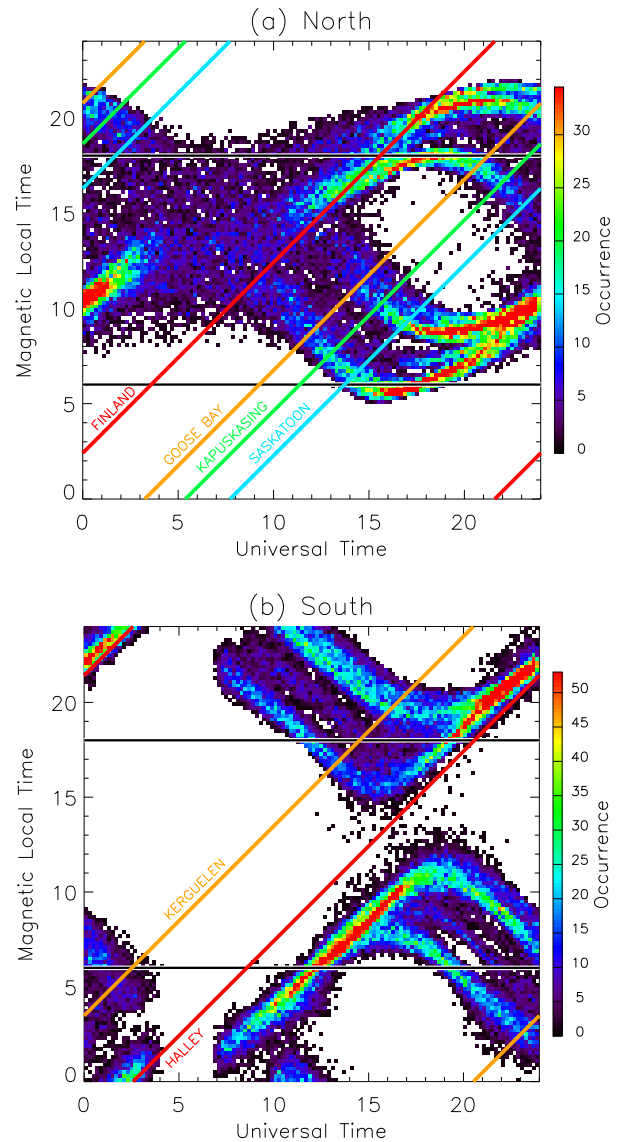 (a) North
Magnetic Local Time
20
15
10
5
0
FINLAND
GOOSE BAY
KAPUSKASING
SASKATOON
0 5 10 15 20
Universal Time
30
25
20
15
10
5
0
Occurrence
(b) South
Magnetic Local Time
20
15
10
5
0
KERGUELEN
HALLEY
0 5 10 15 20
Universal Time
50
45
40
35
30
25
20
15
10
5
0
Occurrence